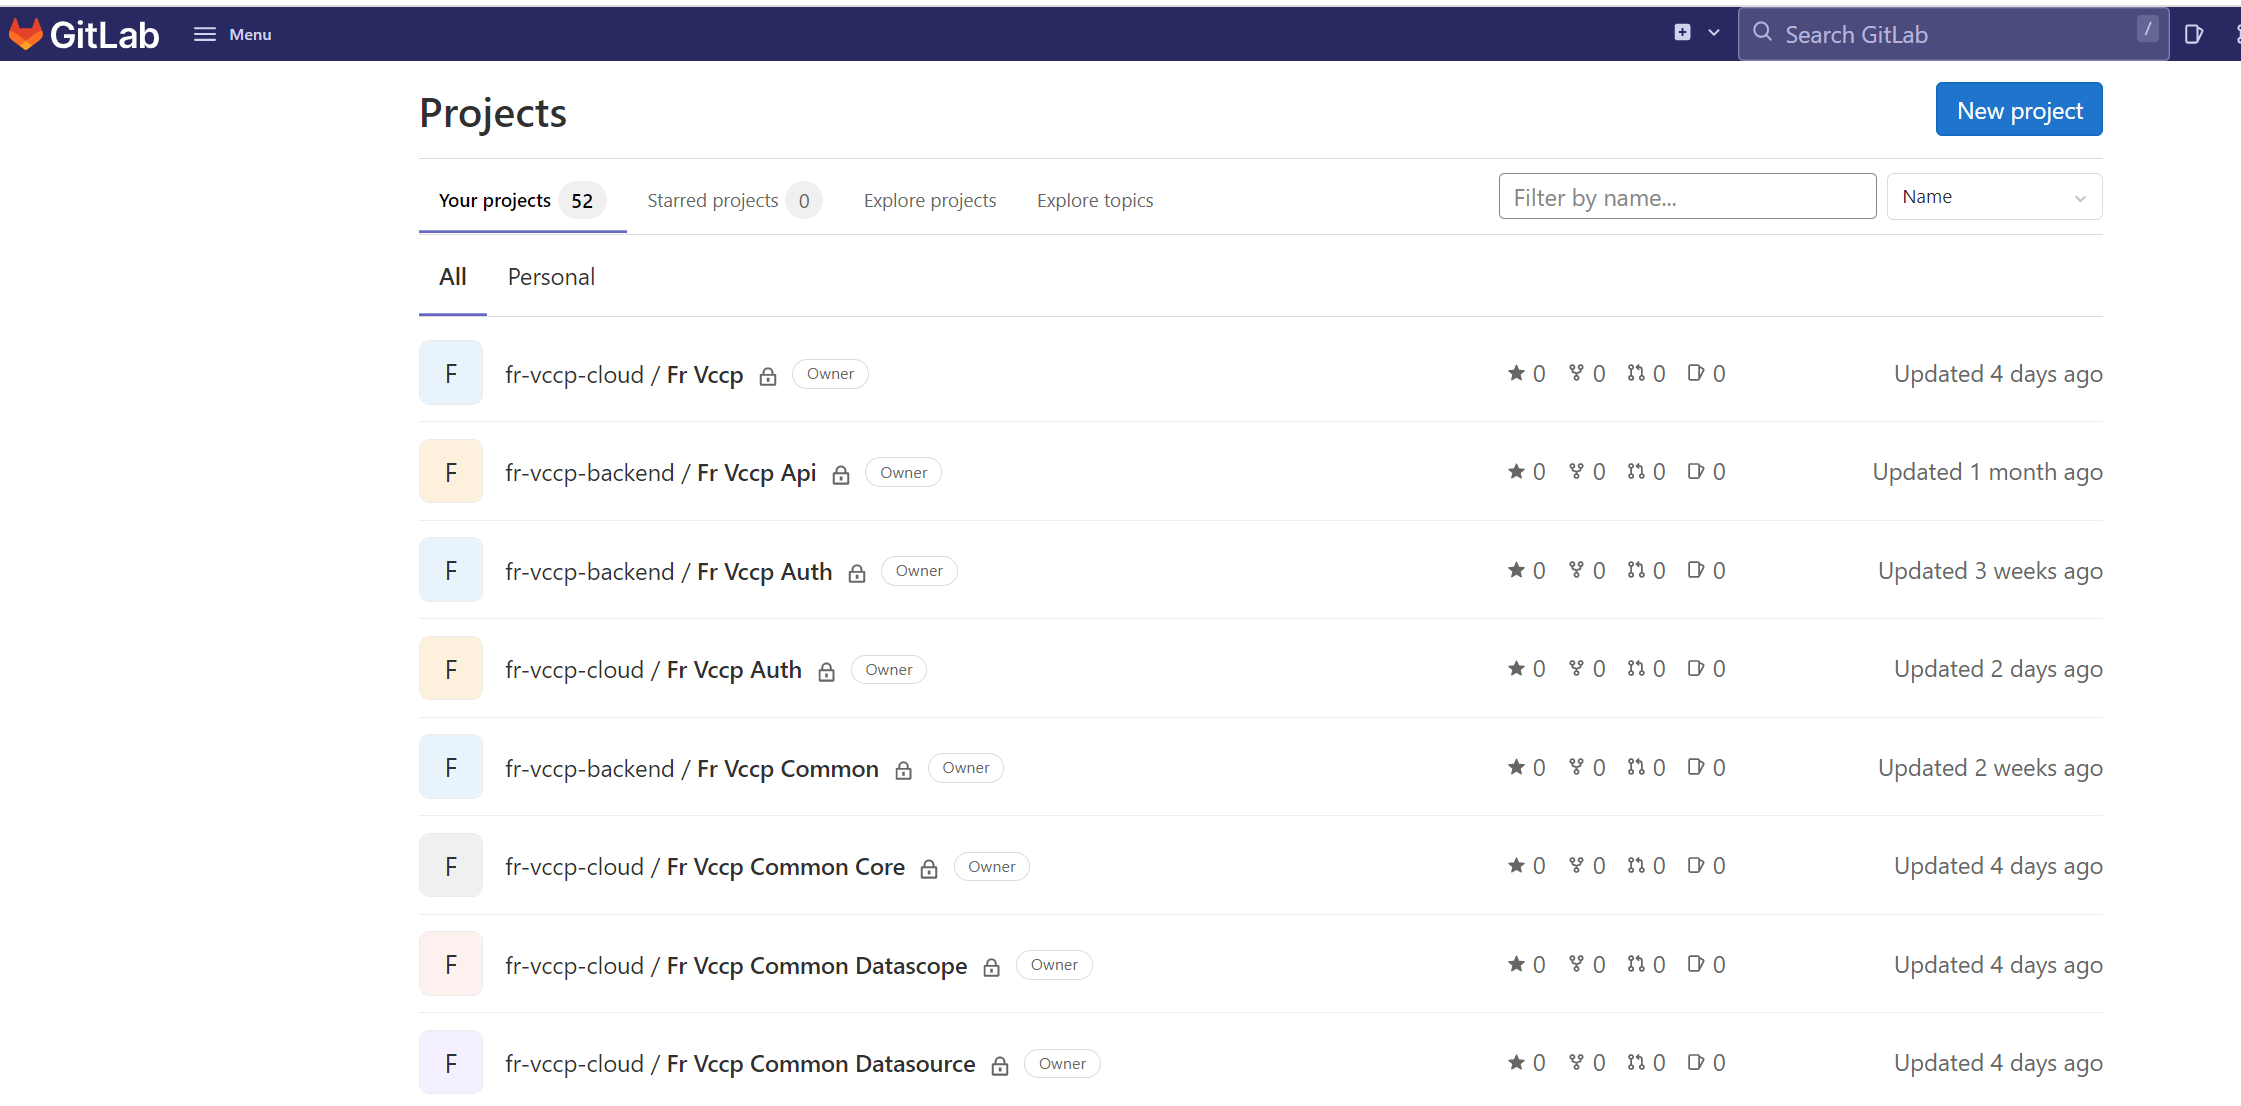 GitLab Menu Search GitLab /
Projects New project
Your projects 52 Starred projects 0 Explore projects Explore topics Filter by name... Name
All Personal
F fr-vccp-cloud / Fr Vccp Owner 0 0 0 0 Updated 4 days ago
F fr-vccp-backend / Fr Vccp Api Owner 0 0 0 0 Updated 1 month ago
F fr-vccp-backend / Fr Vccp Auth Owner 0 0 0 0 Updated 3 weeks ago
F fr-vccp-cloud / Fr Vccp Auth Owner 0 0 0 0 Updated 2 days ago
F fr-vccp-backend / Fr Vccp Common Owner 0 0 0 0 Updated 2 weeks ago
F fr-vccp-cloud / Fr Vccp Common Core Owner 0 0 0 0 Updated 4 days ago
F fr-vccp-cloud / Fr Vccp Common Datascope Owner 0 0 0 0 Updated 4 days ago
F fr-vccp-cloud / Fr Vccp Common Datasource Owner 0 0 0 0 Updated 4 days ago